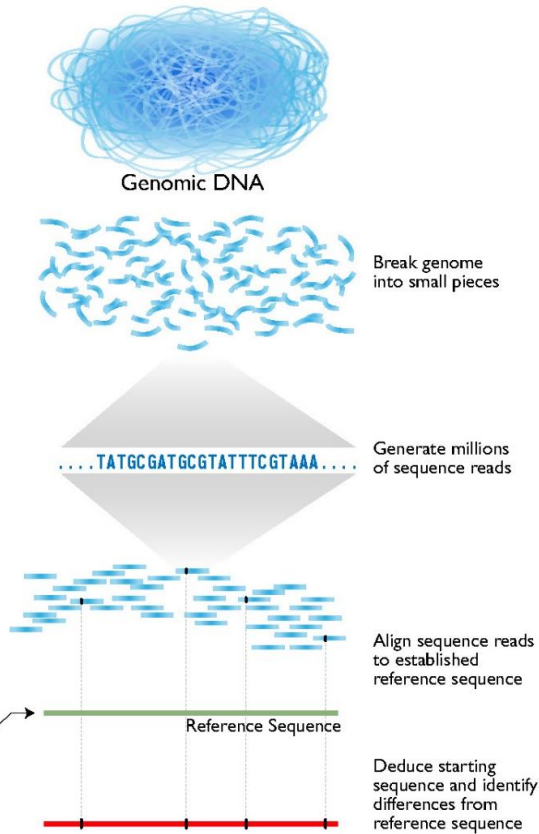 Genomic DNA
Break genome
into small pieces
Generate millions
of sequence reads
....TATGCGATGCGTATTTCGTAAA....
Align sequence reads
to established
reference sequence
Reference Sequence
Deduce starting
sequence and identify
differences from
reference sequence